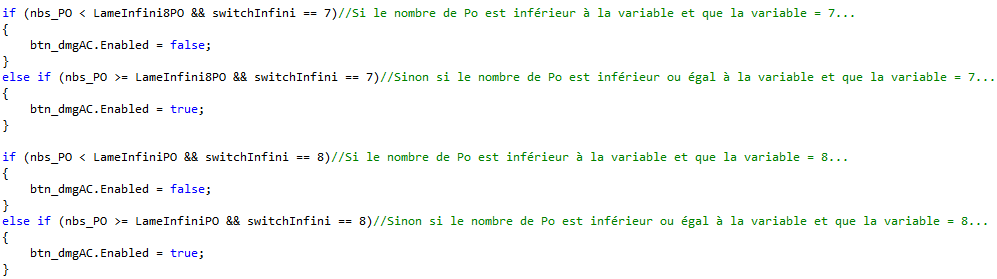 if (nbs_PO < LameInfini8PO && switchInfini == 7)//Si le nombre de Po est inférieur à la variable et que la variable = 7...
{
    btn_dmgAC.Enabled = false;
}
else if (nbs_PO >= LameInfini8PO && switchInfini == 7)//Sinon si le nombre de Po est inférieur ou égal à la variable et que la variable = 7...
{
    btn_dmgAC.Enabled = true;
}

if (nbs_PO < LameInfiniPO && switchInfini == 8)//Si le nombre de Po est inférieur à la variable et que la variable = 8...
{
    btn_dmgAC.Enabled = false;
}
else if (nbs_PO >= LameInfiniPO && switchInfini == 8)//Sinon si le nombre de Po est inférieur ou égal à la variable et que la variable = 8...
{
    btn_dmgAC.Enabled = true;
}